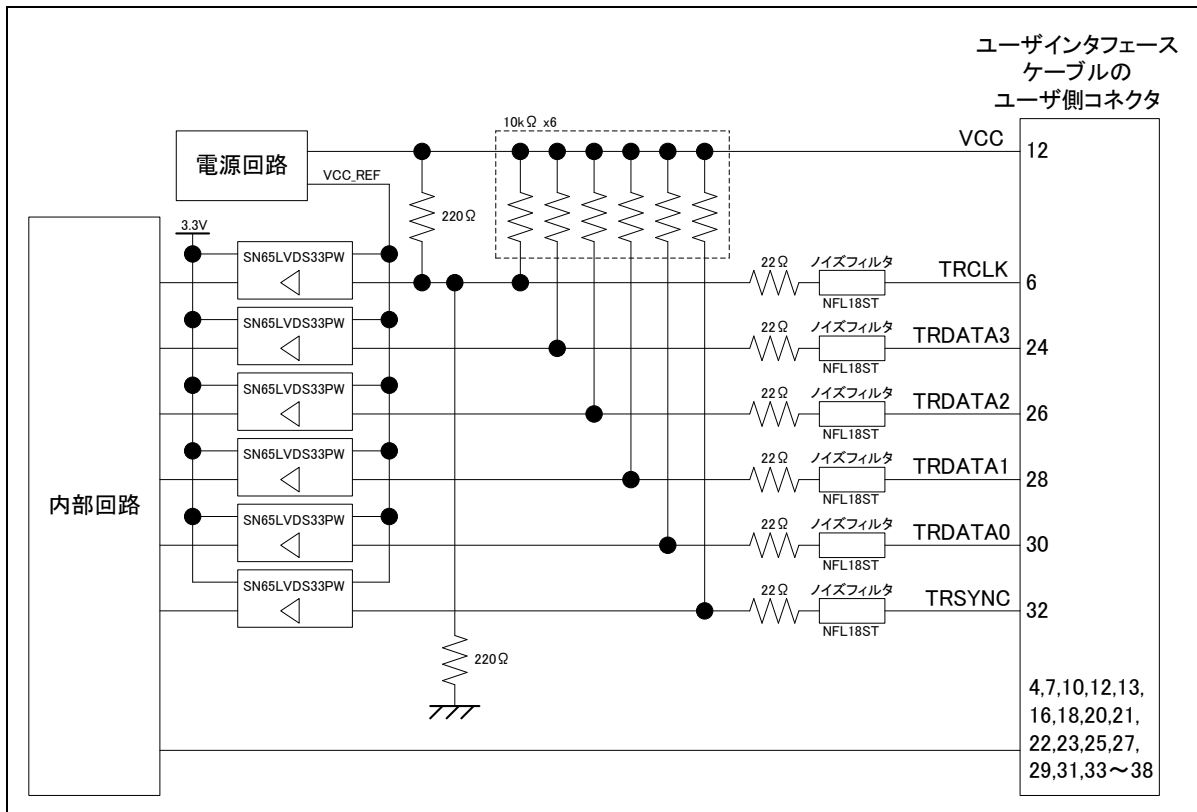 ユーザインタフェース
ケーブルの
ユーザ側コネクタ
10kΩ x6
VCC
12
電源回路
VCC_REF
220Ω
3.3V
SN65LVDS33PW
22Ω
ノイズフィルタ
NFL18ST
TRCLK
6
SN65LVDS33PW
22Ω
ノイズフィルタ
NFL18ST
TRDATA3
24
SN65LVDS33PW
22Ω
ノイズフィルタ
NFL18ST
TRDATA2
26
SN65LVDS33PW
22Ω
ノイズフィルタ
NFL18ST
TRDATA1
28
内部回路
SN65LVDS33PW
22Ω
ノイズフィルタ
NFL18ST
TRDATA0
30
SN65LVDS33PW
22Ω
ノイズフィルタ
NFL18ST
TRSYNC
32
220Ω
4,7,10,12,13,
16,18,20,21,
22,23,25,27,
29,31,33～38